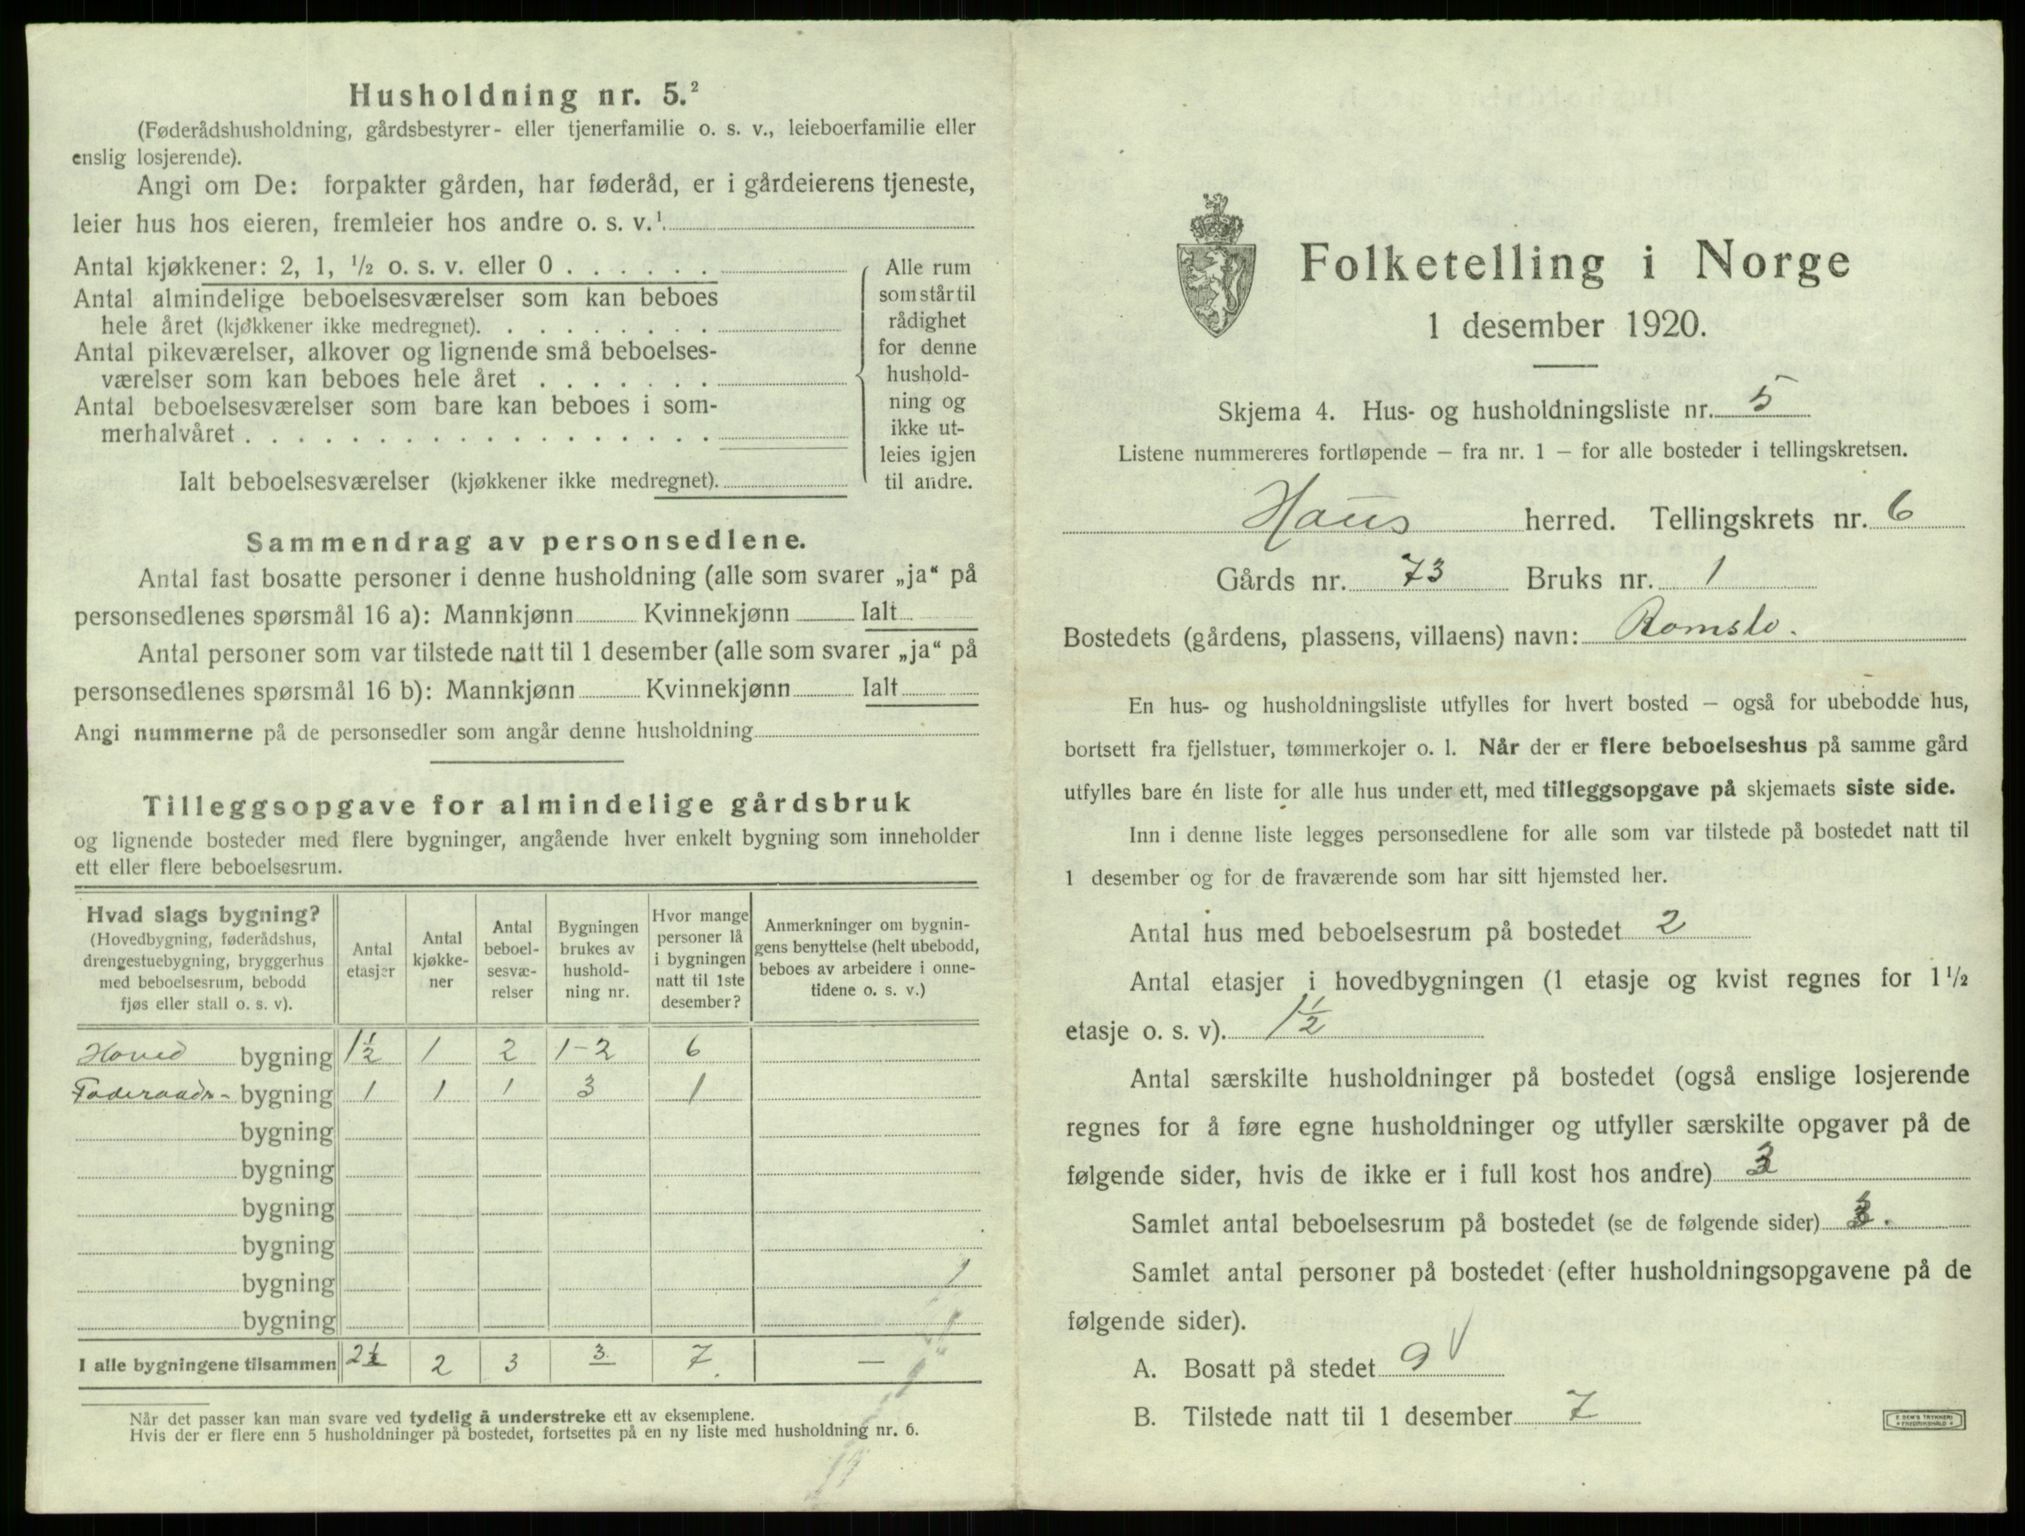 Husholdning nr. 5.²
(Føderådshusholdning, gårdsbestyrer- eller tjenerfamilie o. s. v., leieboerfamilie eller
enslig losjerende).
Angi om De: forpakter gården, har føderåd, er i gårdeierens tjeneste,
leier hus hos eieren, fremleier hos andre o. s. v.¹
Antal kjøkkener: 2, 1, ½ o. s. v. eller 0 . . . . . .
Antal almindelige beboelsesværelser som kan beboes
hele året (kjøkkener ikke medregnet). . . . . . . . .
Antal pikeværelser, alkover og lignende små beboelses-
værelser som kan beboes hele året . . . . . . .
Antal beboelsesværelser som bare kan beboes i som-
merhalvåret . . . . . . . . . . . . . . . . . .
Ialt beboelsesværelser (kjøkkener ikke medregnet).
Alle rum
som står til
rådighet
for denne
hushold-
ning og
ikke ut-
leies igjen
til andre.
Sammendrag av personsedlene.
Antal fast bosatte personer i denne husholdning (alle som svarer „ja“ på
personsedlenes spørsmål 16 a): Mannkjønn Kvinnekjønn Ialt
Antal personer som var tilstede natt til 1 desember (alle som svarer „ja“ på
personsedlenes spørsmål 16 b): Mannkjønn Kvinnekjønn Ialt
Angi nummerne på de personsedler som angår denne husholdning
Tilleggsopgave for almindelige gårdsbruk
og lignende bosteder med flere bygninger, angående hver enkelt bygning som inneholder
ett eller flere beboelsesrum.
Hvad slags bygning?
(Hovedbygning, føderådshus,
drengestuebygning, bryggerhus
med beboelsesrum, bebodd
fjøs eller stall o. s. v).
Antal
etasjer
Antal
kjøkke-
ner
Antal
beboel-
sesvæ-
relser
Bygningen
brukes av
hushold-
ning nr.
Hvor mange
personer lå
i bygningen
natt til 1ste
desember?
Anmerkninger om bygnin-
gens benyttelse (helt ubebodd,
beboes av arbeidere i onne-
tidene o. s. v.)
Hoved bygning 1½ 1 2 1-2 6
Føderaads- bygning 1 1 1 3 1
bygning
bygning
bygning
bygning
bygning 1
bygning
I alle bygningene tilsammen 2½ 2 3 3. 7. —
Når det passer kan man svare ved tydelig å understreke ett av eksemplene.
Hvis der er flere enn 5 husholdninger på bostedet, fortsettes på en ny liste med husholdning nr. 6.
Folketelling i Norge
1 desember 1920.
Skjema 4. Hus- og husholdningsliste nr. 5
Listene nummereres fortløpende – fra nr. 1 – for alle bosteder i tellingskretsen.
Haus herred. Tellingskrets nr. 6
Gårds nr. 73 Bruks nr. 1
Bostedets (gårdens, plassens, villaens) navn: Romslo.
En hus- og husholdningsliste utfylles for hvert bosted – også for ubebodde hus,
bortsett fra fjellstuer, tømmerkojer o. l. Når der er flere beboelseshus på samme gård
utfylles bare én liste for alle hus under ett, med tilleggsopgave på skjemaets siste side.
Inn i denne liste legges personsedlene for alle som var tilstede på bostedet natt til
1 desember og for de fraværende som har sitt hjemsted her.
Antal hus med beboelsesrum på bostedet 2
Antal etasjer i hovedbygningen (1 etasje og kvist regnes for 1½
etasje o. s. v). 1½
Antal særskilte husholdninger på bostedet (også enslige losjerende
regnes for å føre egne husholdninger og utfyller særskilte opgaver på de
følgende sider, hvis de ikke er i full kost hos andre) 3
Samlet antal beboelsesrum på bostedet (se de følgende sider)
Samlet antal personer på bostedet (efter husholdningsopgavene på de
følgende sider).
A. Bosatt på stedet 9
B. Tilstede natt til 1 desember 7